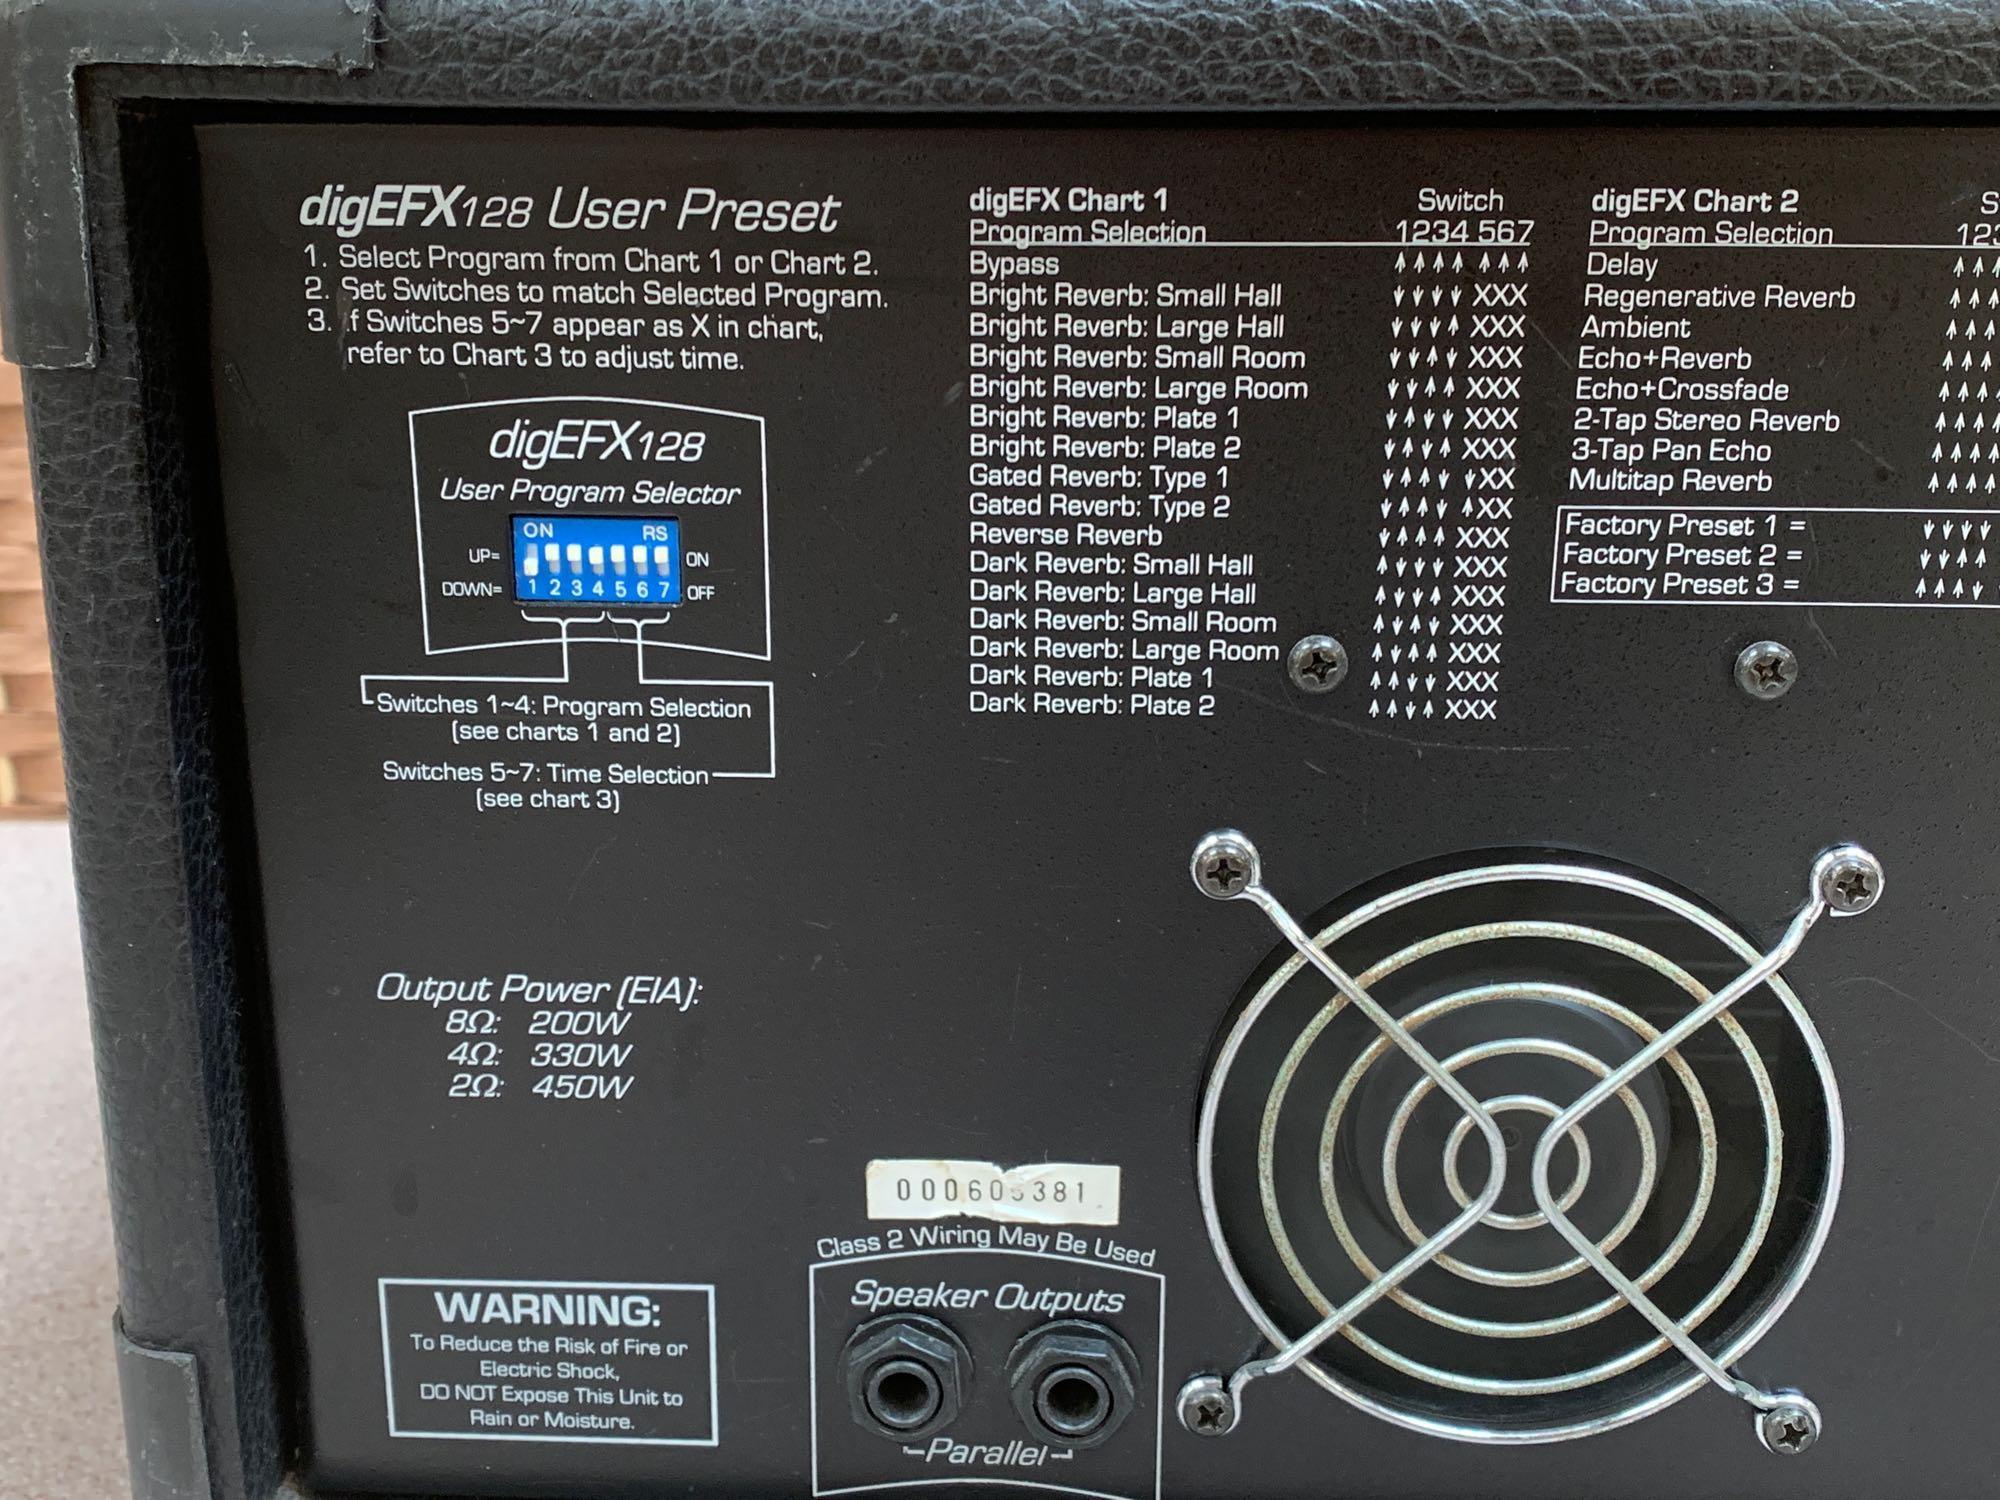 digEFX128 User Preset
1. Select Program from Chart 1 or Chart 2.
2. Set Switches to match Selected Program.
3. If Switches 5~7 appear as X in chart,
refer to Chart 3 to adjust time.
digEFX128
User Program Selector
ON RS
UP= ON
DOWN= 1 2 3 4 5 6 7 OFF
Switches 1~4: Program Selection
(see charts 1 and 2)
Switches 5~7: Time Selection
(see chart 3)
digEFX Chart 1 Switch
Program Selection 1234 567
Bypass ↑↑↑↑ ↑↑↑
Bright Reverb: Small Hall ↓↓↓↓ XXX
Bright Reverb: Large Hall ↓↓↓↑ XXX
Bright Reverb: Small Room ↓↓↑↓ XXX
Bright Reverb: Large Room ↓↓↑↑ XXX
Bright Reverb: Plate 1 ↓↑↓↓ XXX
Bright Reverb: Plate 2 ↓↑↓↑ XXX
Gated Reverb: Type 1 ↓↑↑↓ ↓XX
Gated Reverb: Type 2 ↓↑↑↓ ↑XX
Reverse Reverb ↓↑↑↑ XXX
Dark Reverb: Small Hall ↑↓↓↓ XXX
Dark Reverb: Large Hall ↑↓↓↑ XXX
Dark Reverb: Small Room ↑↓↑↓ XXX
Dark Reverb: Large Room ↑↓↑↑ XXX
Dark Reverb: Plate 1 ↑↑↓↓ XXX
Dark Reverb: Plate 2 ↑↑↓↑ XXX
digEFX Chart 2
Program Selection
Delay ↑↑↑
Regenerative Reverb ↑↑↑
Ambient ↑↑↑
Echo+Reverb ↑↑↑
Echo+Crossfade ↑↑↑↑
2-Tap Stereo Reverb ↑↑↑↑
3-Tap Pan Echo ↑↑↑↑
Multitap Reverb ↑↑↑↑
Factory Preset 1 = ↓↓↓↓
Factory Preset 2 = ↓↓↑↑
Factory Preset 3 = ↑↑↑↓
Output Power (EIA):
8Ω: 200W
4Ω: 330W
2Ω: 450W
WARNING:
To Reduce the Risk of Fire or
Electric Shock,
DO NOT Expose This Unit to
Rain or Moisture.
Class 2 Wiring May Be Used
Speaker Outputs
Parallel